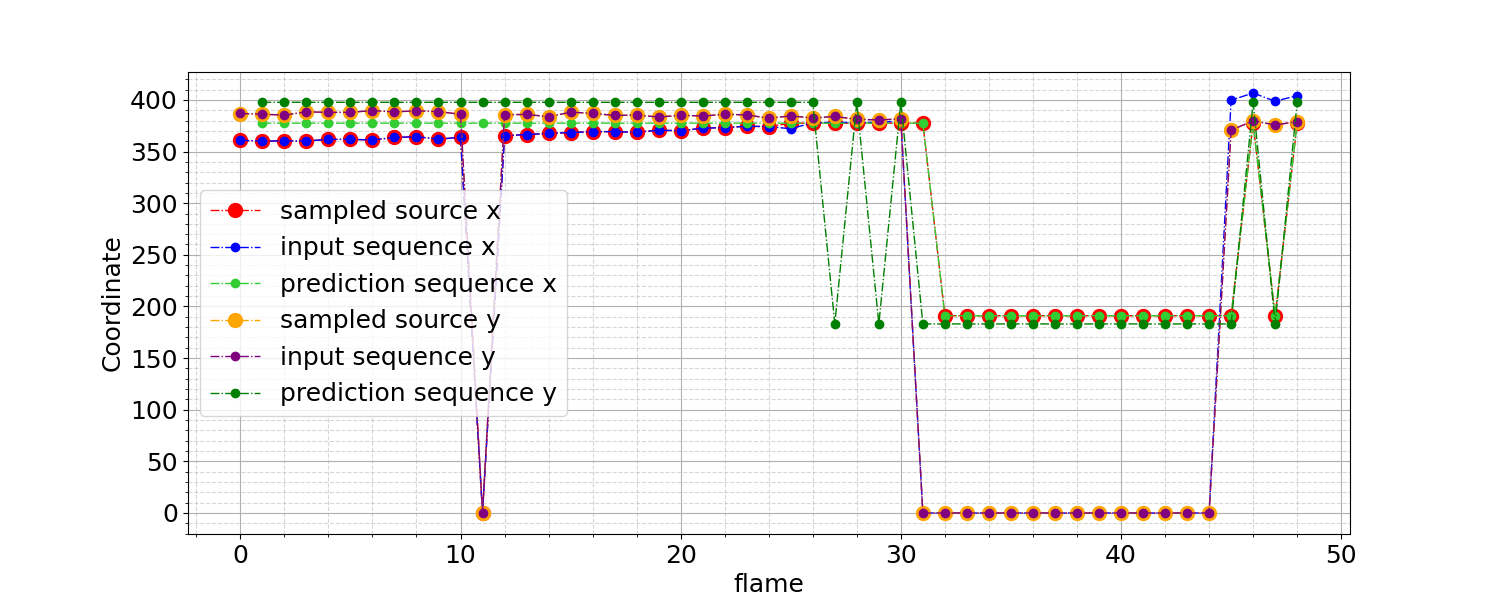 400
350
300
250
200
150
100
50
0
Coordinate
sampled source x
input sequence x
prediction sequence x
sampled source y
input sequence y
prediction sequence y
0 10 20 30 40 50
flame